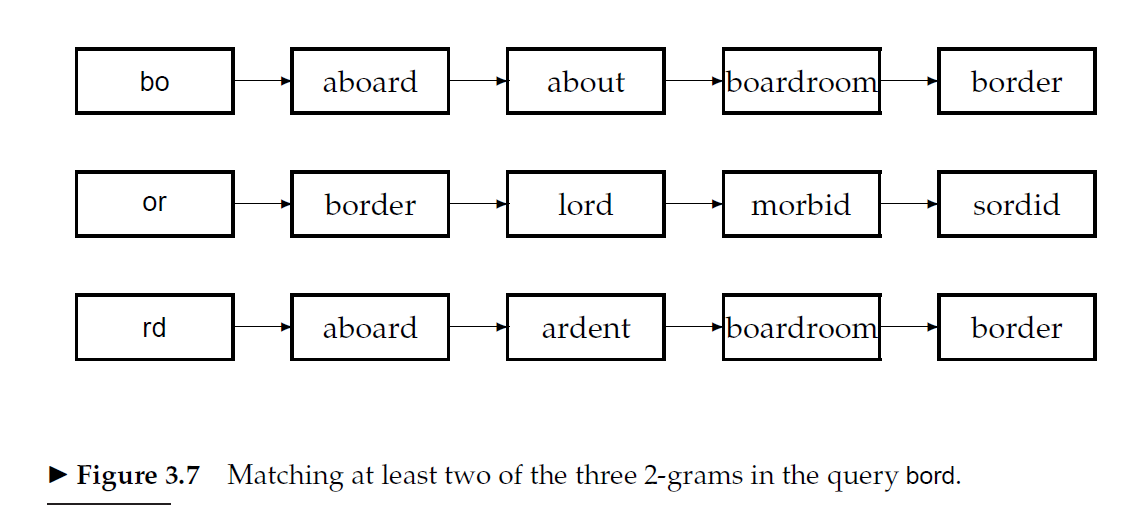 bo aboard about boardroom border
or border lord morbid sordid
rd aboard ardent boardroom border
► Figure 3.7 Matching at least two of the three 2-grams in the query bord.